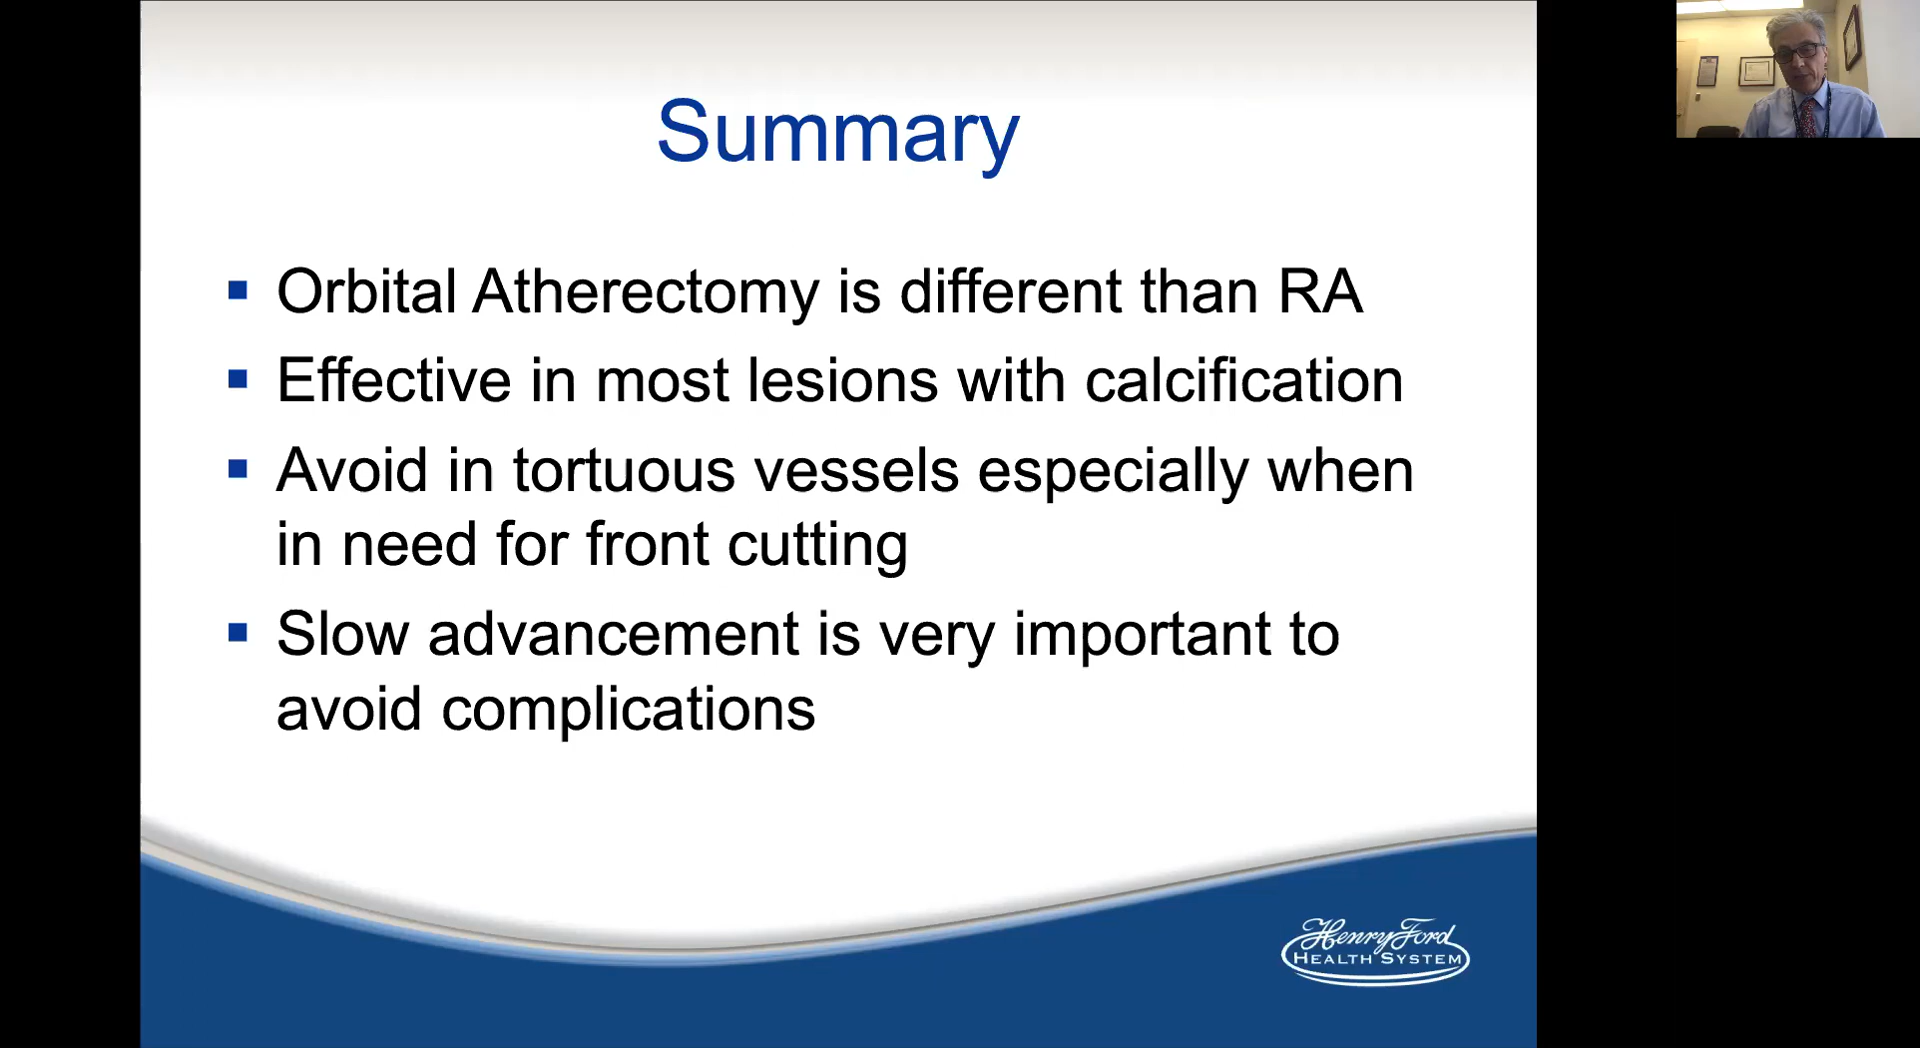 Summary
Orbital Atherectomy is different than RA
Effective in most lesions with calcification
Avoid in tortuous vessels especially when
in need for front cutting
Slow advancement is very important to
avoid complications
Henry Ford
HEALTH SYSTEM